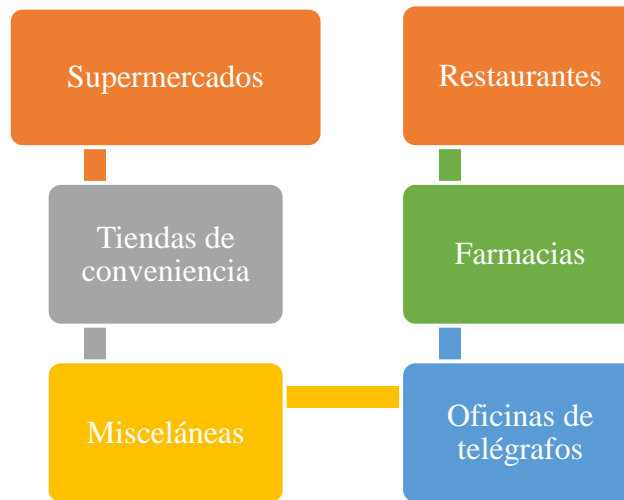 Supermercados
Tiendas de
conveniencia
Misceláneas
Oficinas de
telégrafos
Farmacias
Restaurantes